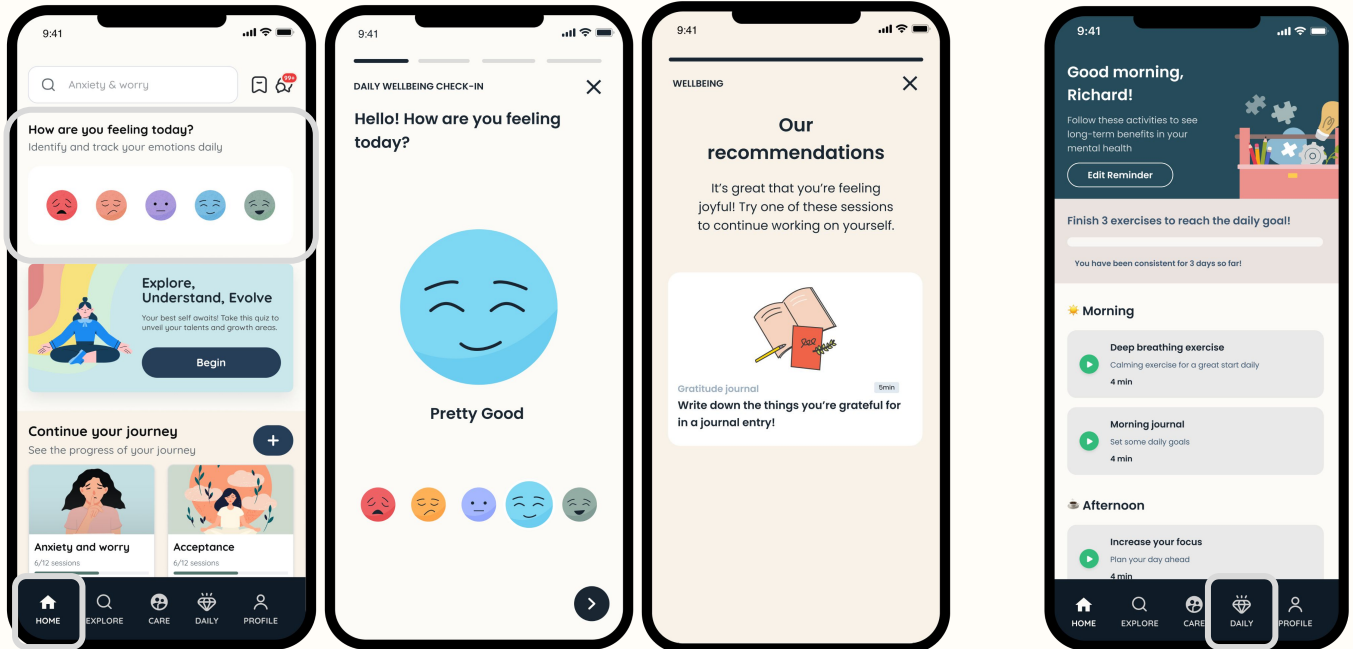 9:41
Anxiety & worry
99+
How are you feeling today?
Identify and track your emotions daily
Explore,
Understand, Evolve
Your best self awaits! Take this quiz to
unveil your talents and growth areas.
Begin
Continue your journey
See the progress of your journey
+
Anxiety and worry
6/12 sessions
Acceptance
6/12 sessions
HOME
EXPLORE
CARE
DAILY
PROFILE
9:41
DAILY WELLBEING CHECK-IN
Hello! How are you feeling
today?
Pretty Good
9:41
WELLBEING
Our
recommendations
It's great that you're feeling
joyful! Try one of these sessions
to continue working on yourself.
Gratitude journal
5min
Write down the things you're grateful for
in a journal entry!
9:41
Good morning,
Richard!
Follow these activities to see
long-term benefits in your
mental health
Edit Reminder
Finish 3 exercises to reach the daily goal!
You have been consistent for 3 days so far!
Morning
Deep breathing exercise
Calming exercise for a great start daily
4 min
Morning journal
Set some daily goals
4 min
Afternoon
Increase your focus
Plan your day ahead
4 min
HOME
EXPLORE
CARE
DAILY
PROFILE